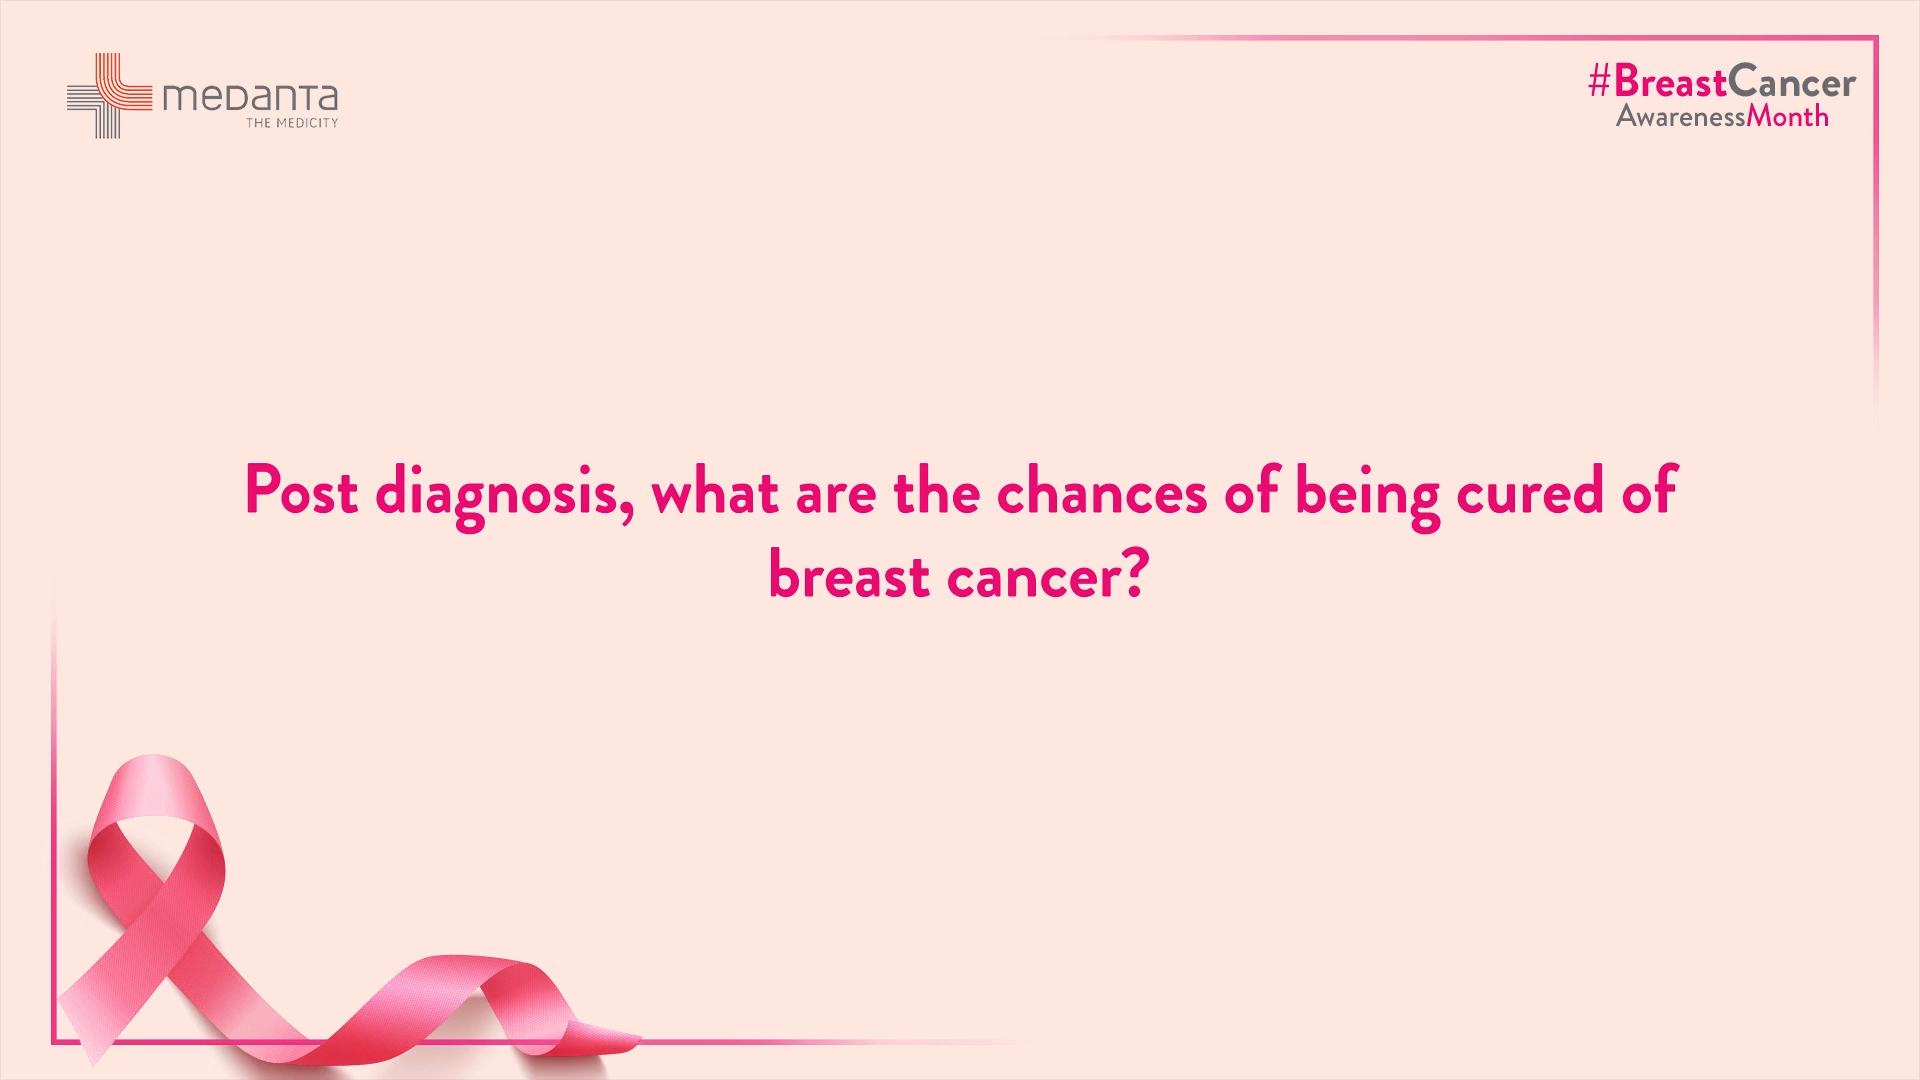 meDanTa
THE MEDICITY
#BreastCancer
AwarenessMonth
Post diagnosis, what are the chances of being cured of
breast cancer?